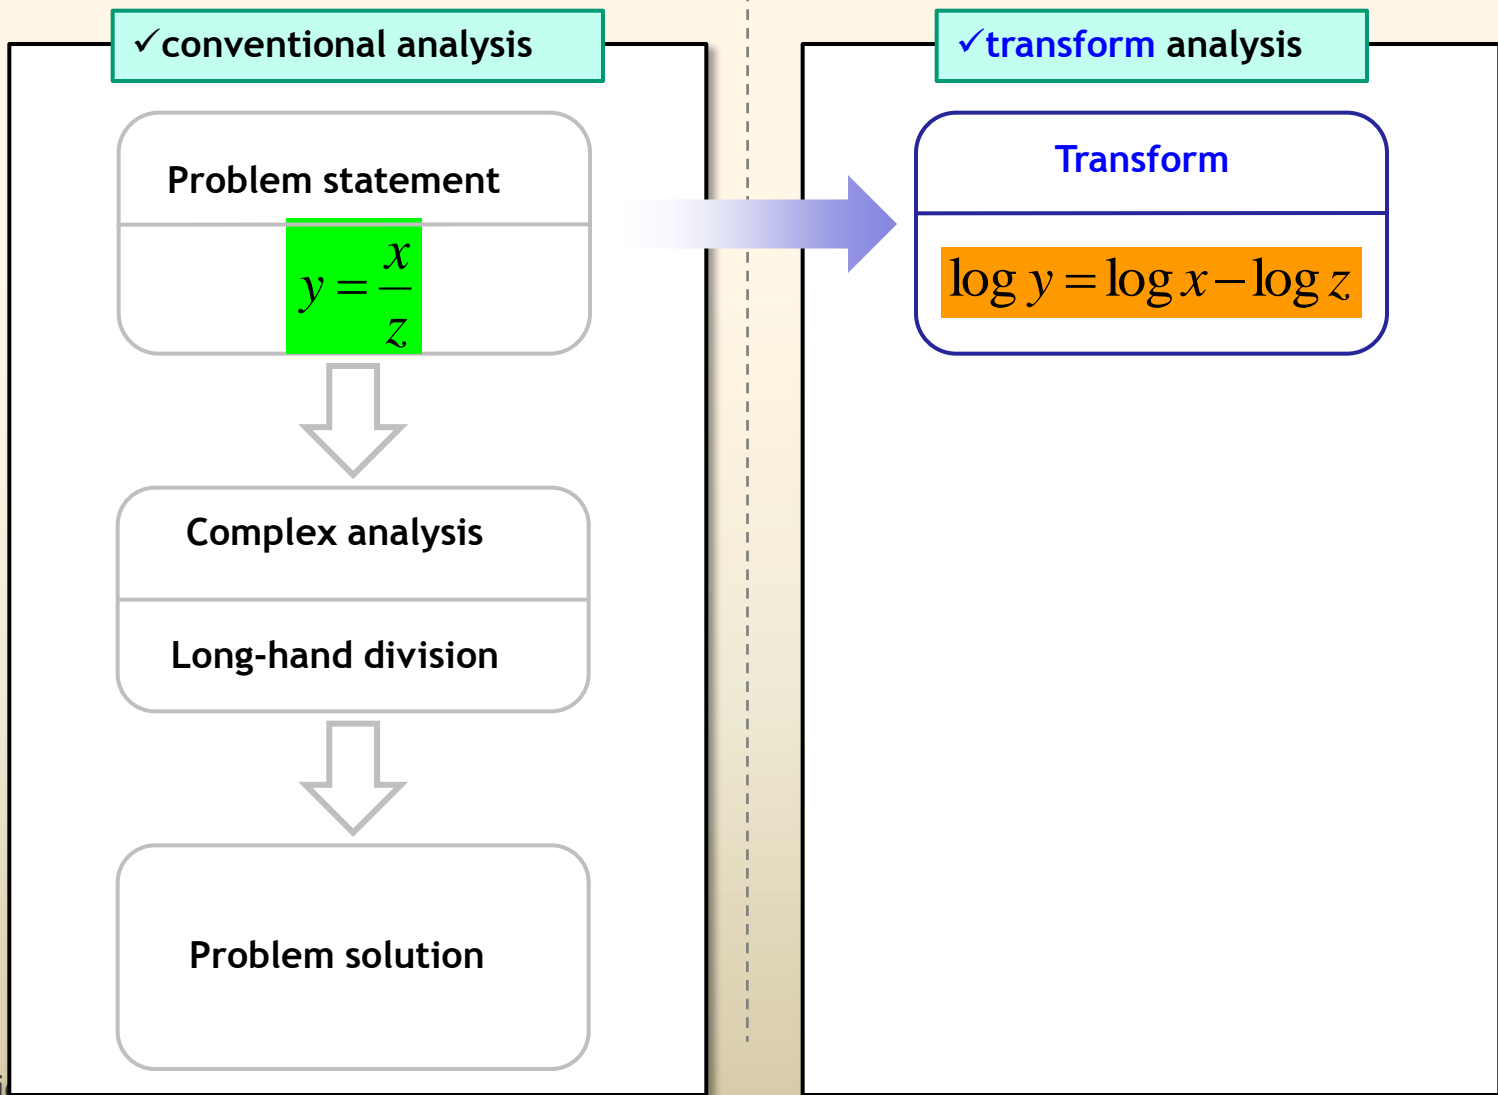 ✓conventional analysis
Problem statement
y = x/z
Complex analysis
Long-hand division
Problem solution
✓transform analysis
Transform
log y = log x − log z